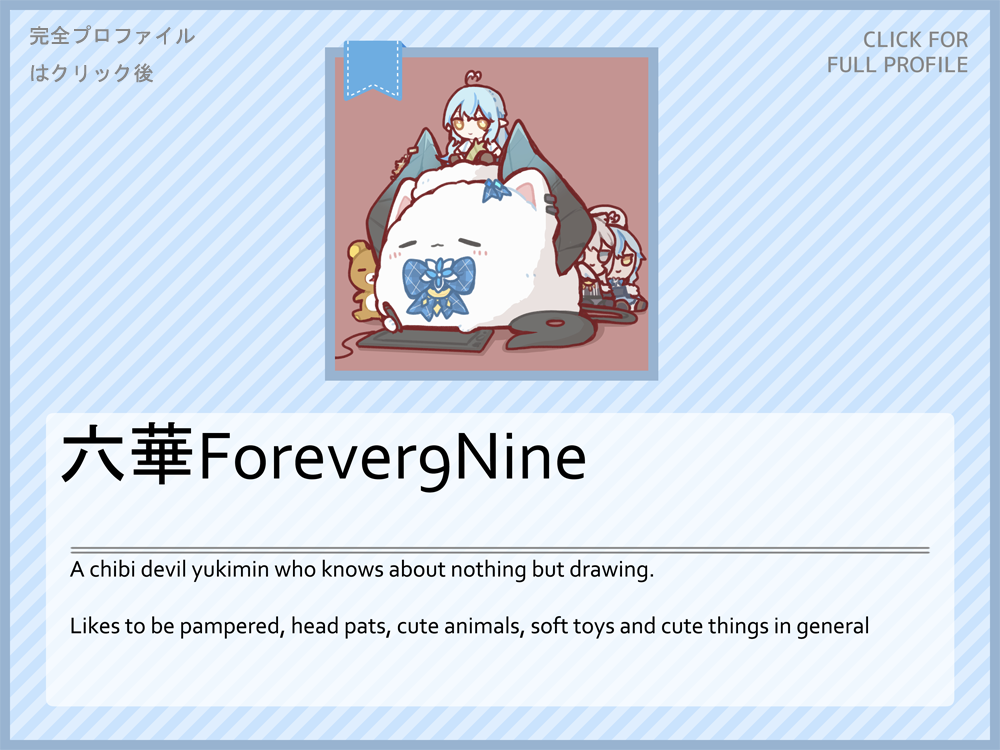 完全プロファイル
はクリック後
CLICK FOR
FULL PROFILE
六華Forever9Nine
A chibi devil yukimin who knows about nothing but drawing.
Likes to be pampered, head pats, cute animals, soft toys and cute things in general